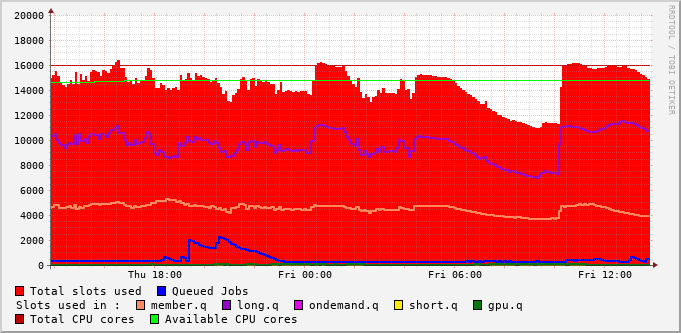 20000
18000
16000
14000
12000
10000
8000
6000
4000
2000
0
Thu 18:00 Fri 00:00 Fri 06:00 Fri 12:00
RRDTOOL / TOBI OETIKER
Total slots used Queued Jobs
Slots used in : member.q long.q ondemand.q short.q gpu.q
Total CPU cores Available CPU cores